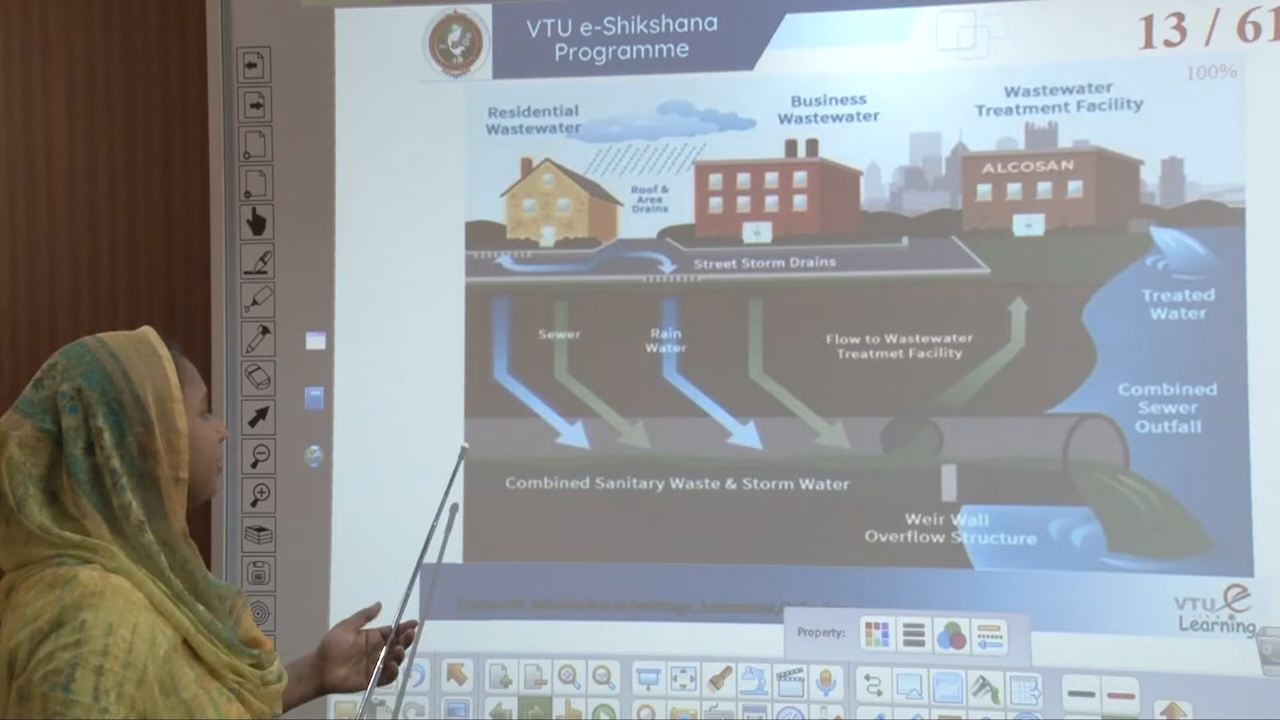 VTU e-Shikshana
Programme
13 / 61
100%
Residential
Wastewater
Business
Wastewater
Wastewater
Treatment Facility
Roof &
Area
Drains
ALCOSAN
Street Storm Drains
Treated
Water
Sewer
Rain
Water
Flow to Wastewater
Treatmet Facility
Combined
Sewer
Outfall
Combined Sanitary Waste & Storm Water
Weir Wall
Overflow Structure
VTU e
Learning
Property: